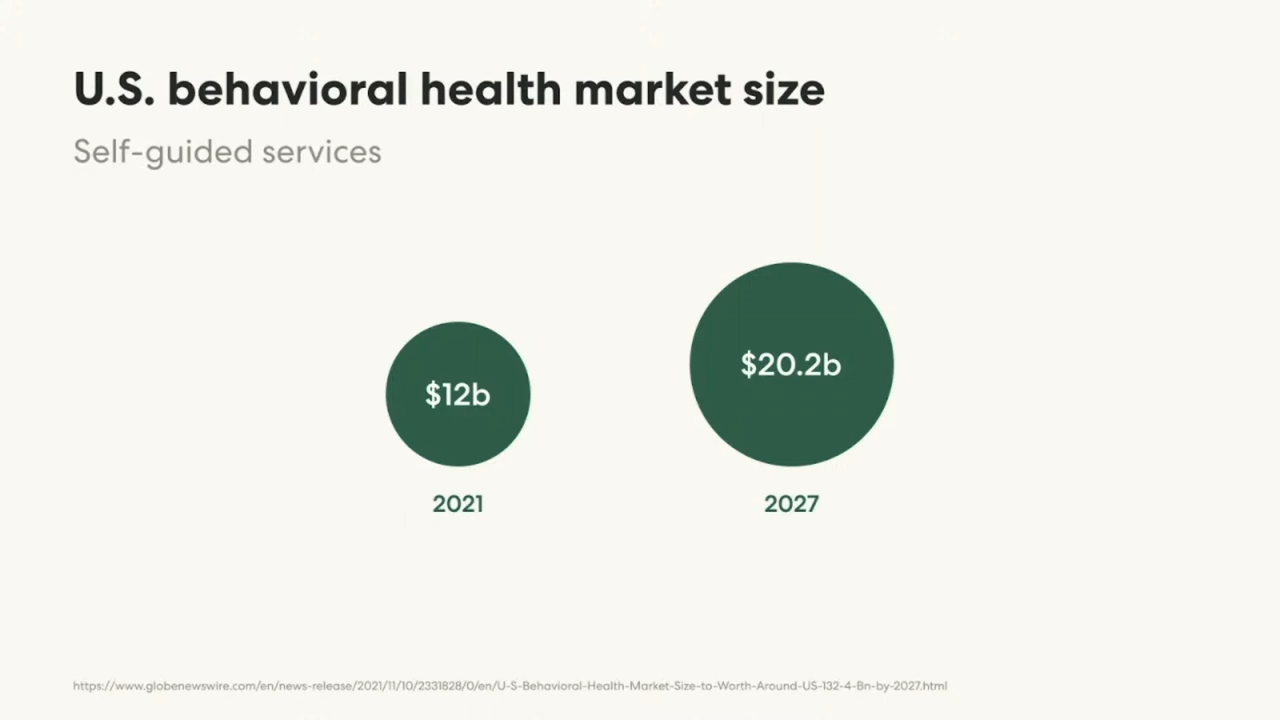 U.S. behavioral health market size
Self-guided services
$12b
$20.2b
2021
2027
https://www.globenewswire.com/en/news-release/2021/11/10/2331828/0/en/U-S-Behavioral-Health-Market-Size-to-Worth-Around-US-132-4-Bn-by-2027.html